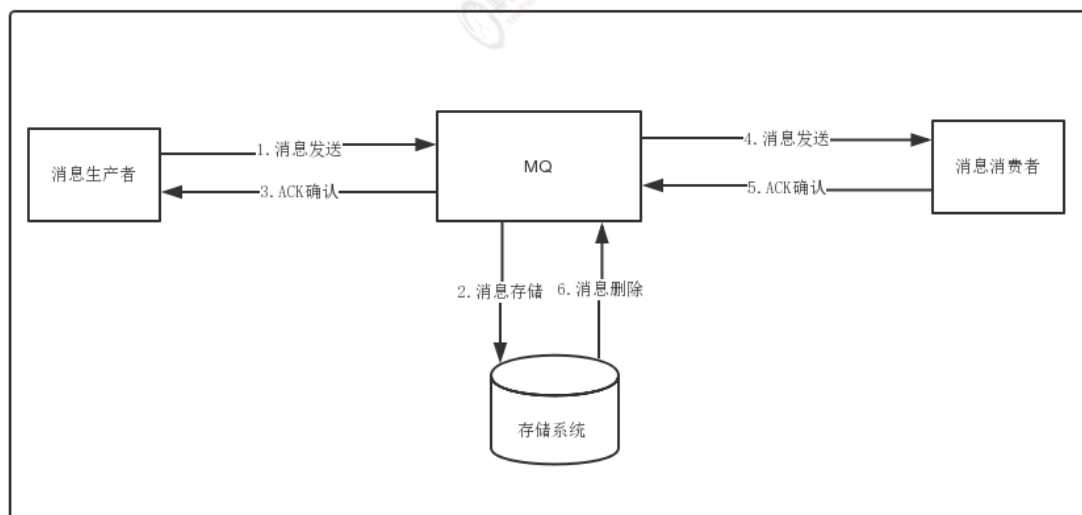 1.消息发送
4.消息发送
消息生产者
MQ
消息消费者
3.ACK确认
5.ACK确认
2.消息存储
6.消息删除
存储系统